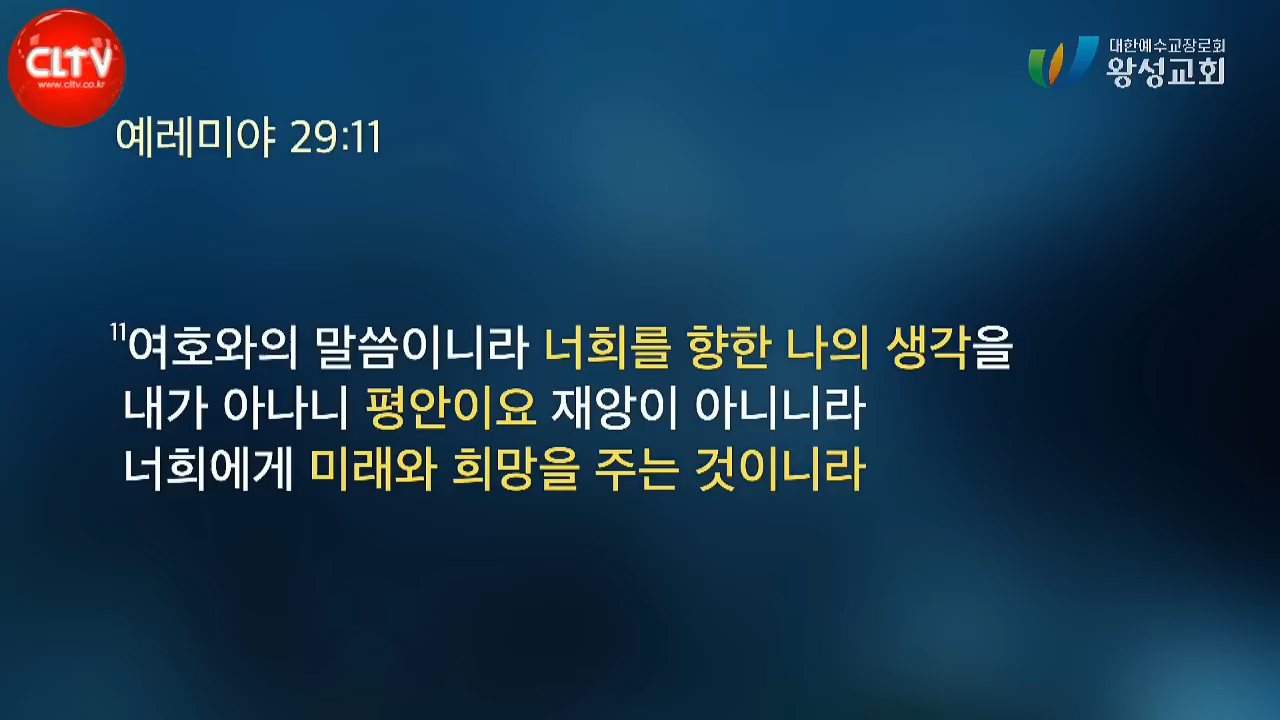 CLTV
www.cltv.co.kr
대한예수교장로회
왕성교회
예레미야 29:11
11여호와의 말씀이니라 너희를 향한 나의 생각을
내가 아나니 평안이요 재앙이 아니니라
너희에게 미래와 희망을 주는 것이니라